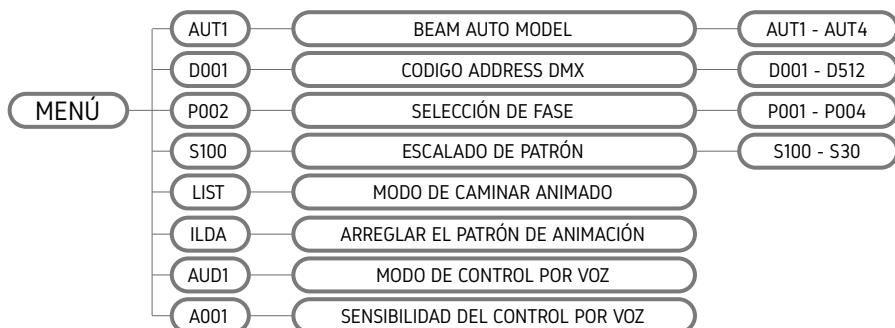 AUT1 BEAM AUTO MODEL AUT1 - AUT4
D001 CODIGO ADDRESS DMX D001 - D512
MENÚ P002 SELECCIÓN DE FASE P001 - P004
S100 ESCALADO DE PATRÓN S100 - S30
LIST MODO DE CAMINAR ANIMADO
ILDA ARREGLAR EL PATRÓN DE ANIMACIÓN
AUD1 MODO DE CONTROL POR VOZ
A001 SENSIBILIDAD DEL CONTROL POR VOZ